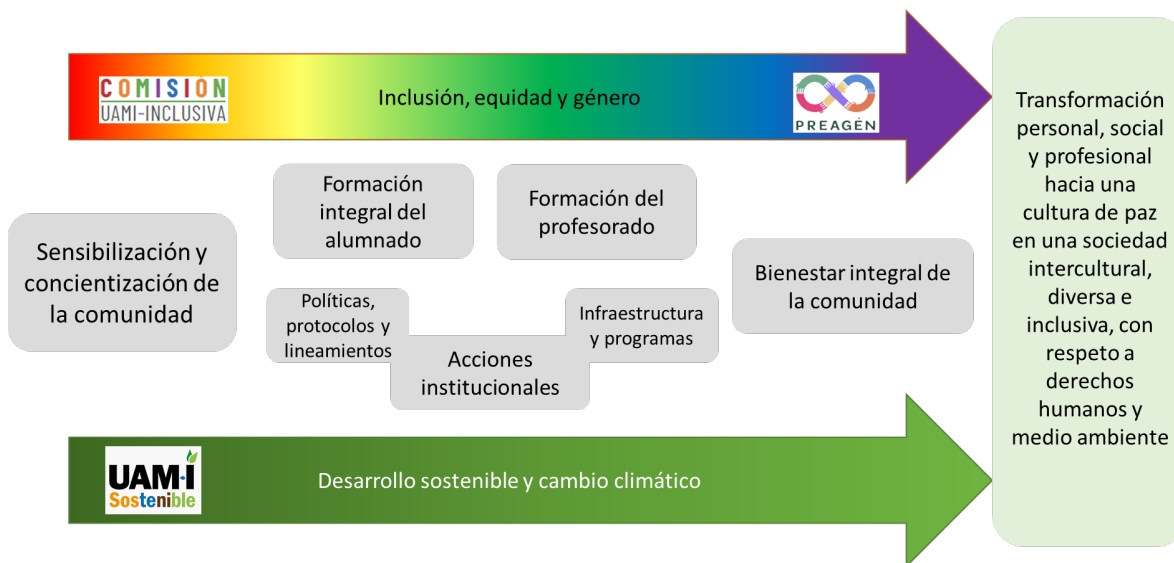 COMISIÓN
UAMI-INCLUSIVA
Inclusión, equidad y género
PREAGÉN
Sensibilización y
concientización de
la comunidad
Formación
integral del
alumnado
Formación del
profesorado
Políticas,
protocolos y
lineamientos
Acciones
institucionales
Infraestructura
y programas
Bienestar integral de
la comunidad
UAM-I
Sostenible
Desarrollo sostenible y cambio climático
Transformación
personal, social
y profesional
hacia una
cultura de paz
en una sociedad
intercultural,
diversa e
inclusiva, con
respeto a
derechos
humanos y
medio ambiente